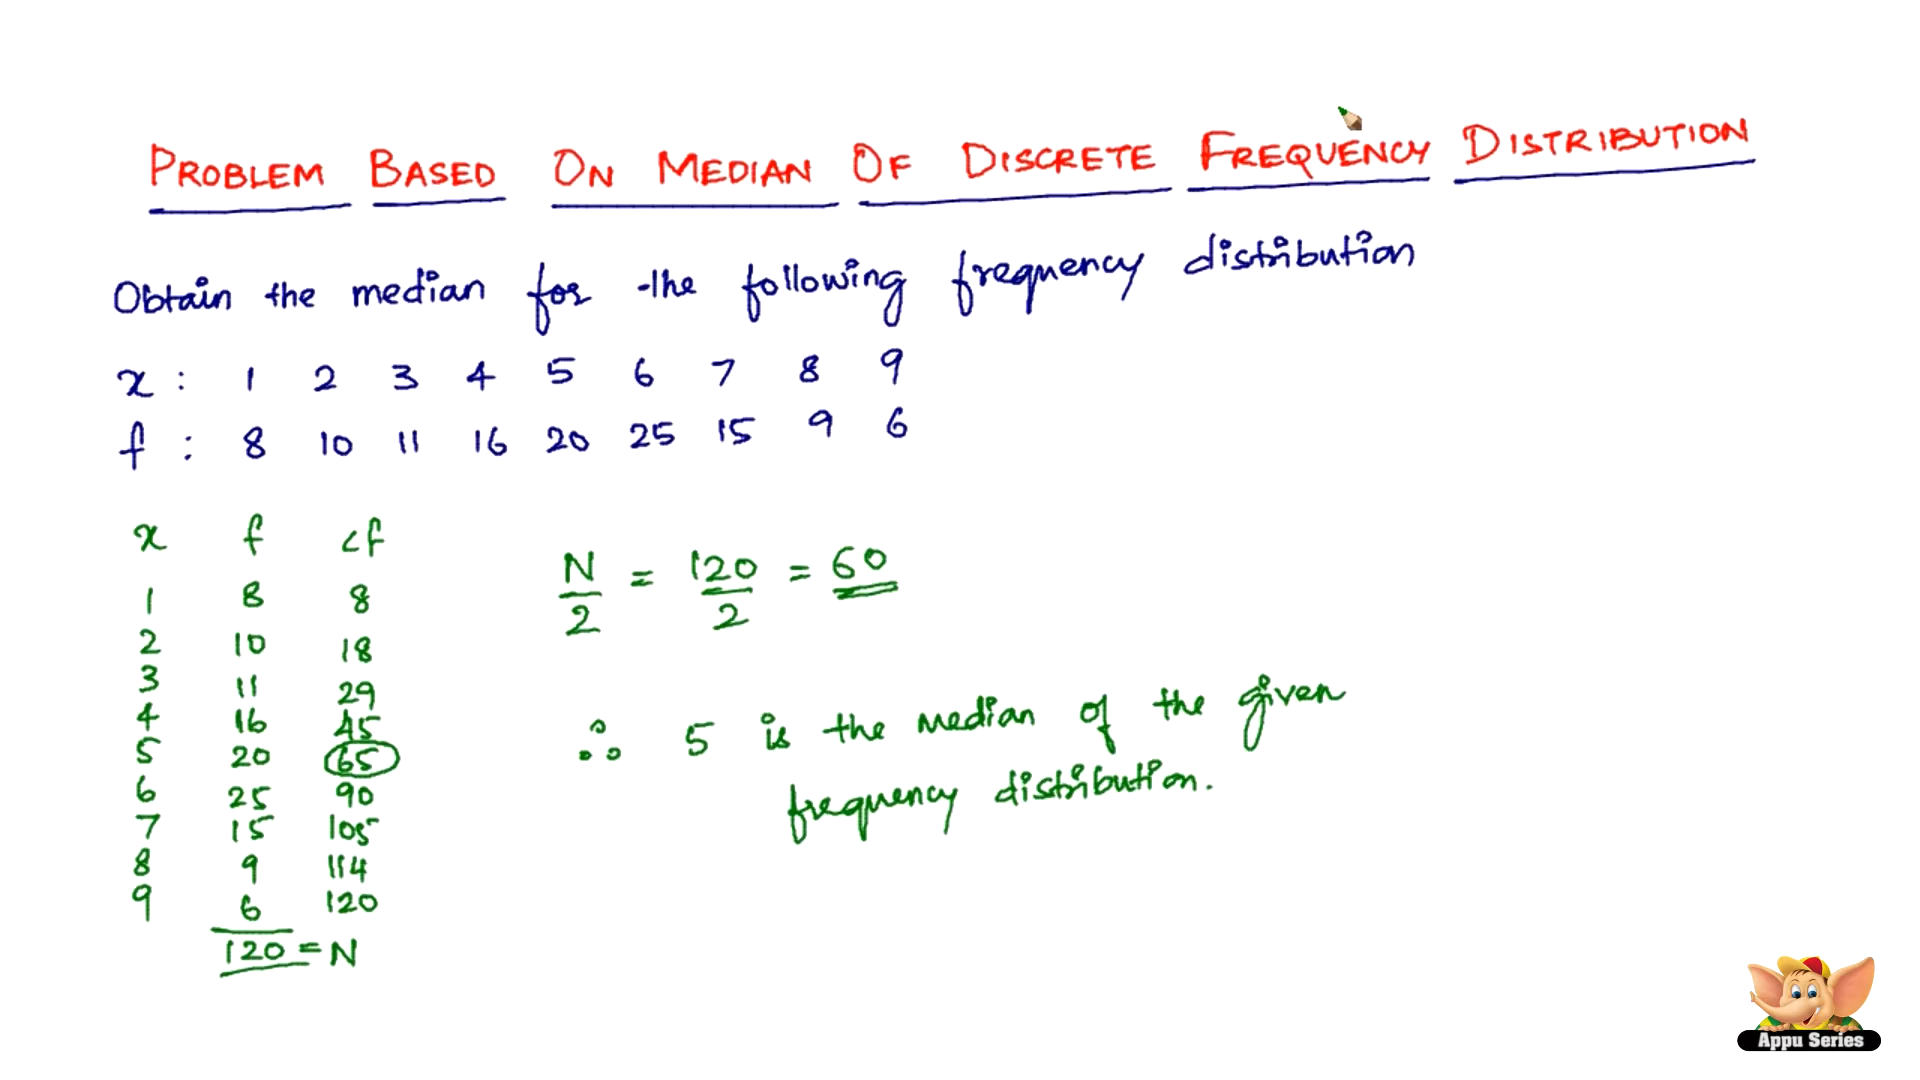 PROBLEM BASED ON MEDIAN OF DISCRETE FREQUENCY DISTRIBUTION
Obtain the median for the following frequency distribution
x : 1 2 3 4 5 6 7 8 9
f : 8 10 11 16 20 25 15 9 6
x f cf
1 8 8
2 10 18
3 11 29
4 16 45
5 20 65
6 25 90
7 15 105
8 9 114
9 6 120
120 = N
N/2 = 120/2 = 60
∴ 5 is the median of the given
frequency distribution.
Appu Series